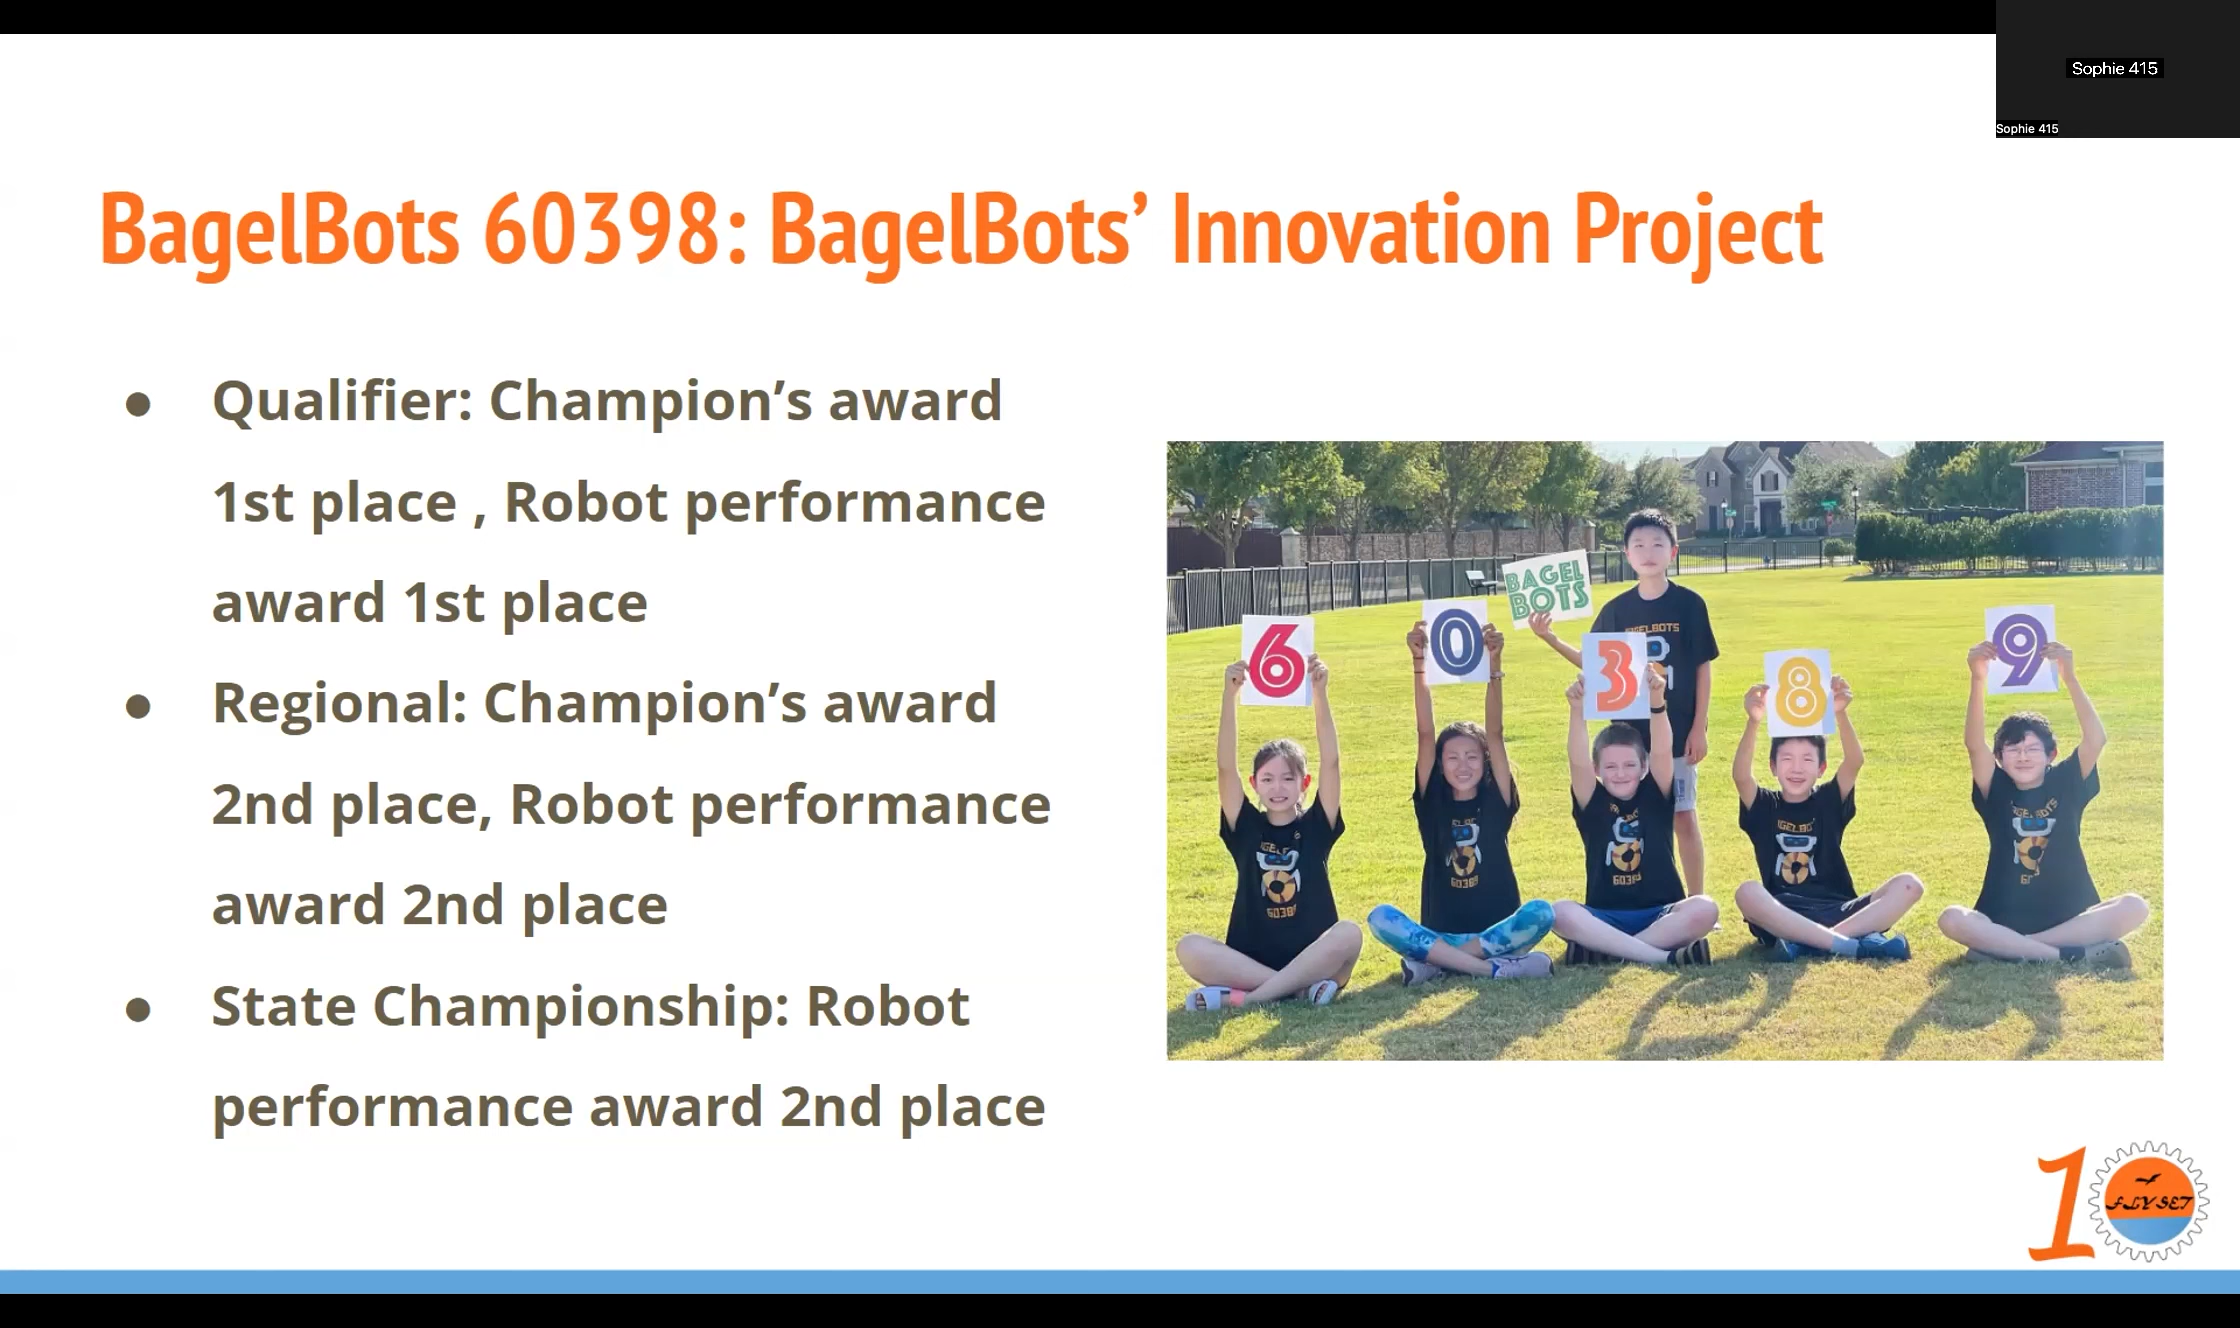 Sophie 415
Sophie 415
BagelBots 60398: BagelBots’ Innovation Project
● Qualifier: Champion’s award
1st place , Robot performance
award 1st place
● Regional: Champion’s award
2nd place, Robot performance
award 2nd place
● State Championship: Robot
performance award 2nd place
BAGEL
BOTS
6 0 3 8 9
10
FLYSET